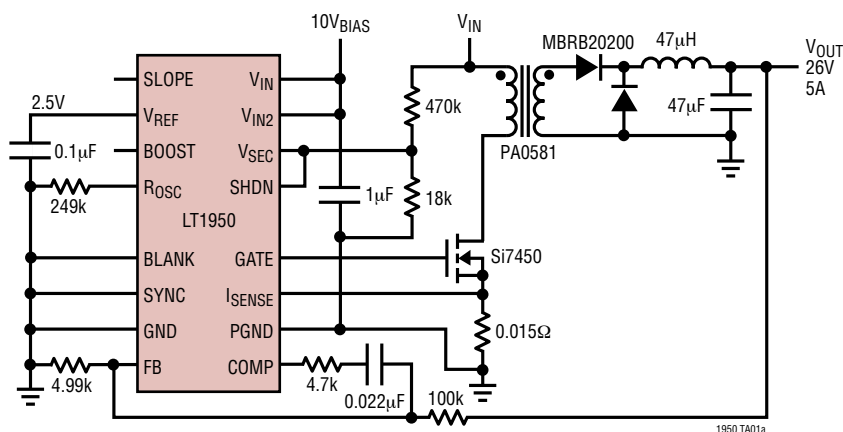 10VBIAS
VIN
MBRB20200
47µH
VOUT
26V
5A
SLOPE
VIN
2.5V
VREF
VIN2
470k
47µF
0.1µF
BOOST
VSEC
PA0581
ROSC
SHDN
249k
1µF
18k
LT1950
BLANK
GATE
Si7450
SYNC
ISENSE
GND
PGND
0.015Ω
FB
COMP
4.99k
4.7k
0.022µF
100k
1950 TA01a